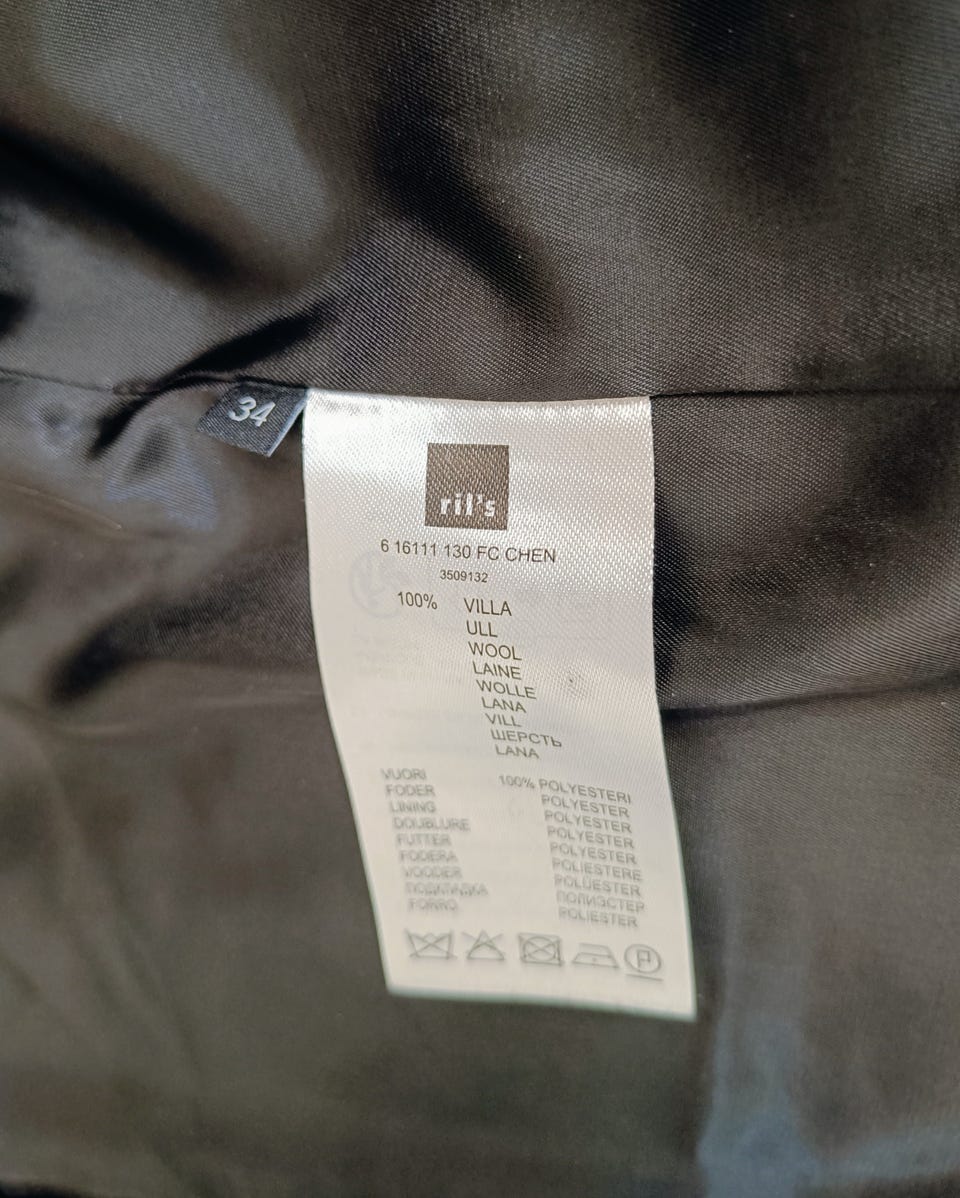 34
ril's
6 16111 130 FC CHEN
3509132
100% VILLA
ULL
WOOL
LAINE
WOLLE
LANA
VILL
ШЕРСТЬ
LANA
VUORI 100% POLYESTERI
FODER POLYESTER
LINING POLYESTER
DOUBLURE POLYESTER
FUTTER POLYESTER
FODERA POLIESTERE
VOODER POLÜESTER
ПОДКЛАДКА ПОЛИЭСТЕР
FORRO POLIESTER
P